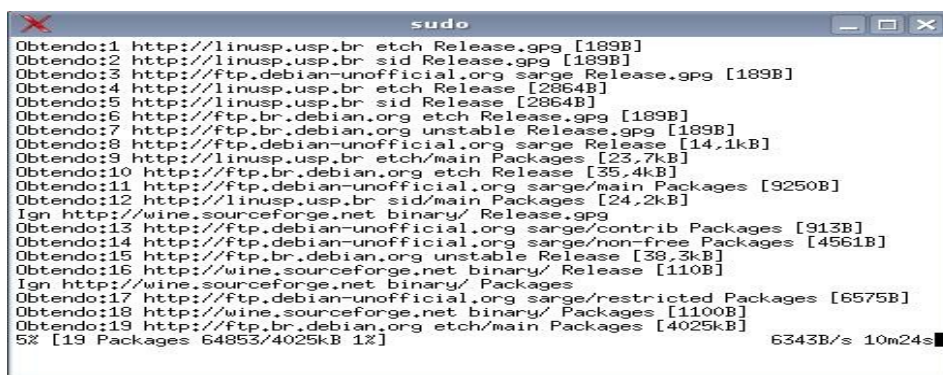 sudo
Obtendo:1 http://linusp.usp.br etch Release.gpg [189B]
Obtendo:2 http://linusp.usp.br sid Release.gpg [189B]
Obtendo:3 http://ftp.debian-unofficial.org sarge Release.gpg [189B]
Obtendo:4 http://linusp.usp.br etch Release [2864B]
Obtendo:5 http://linusp.usp.br sid Release [2864B]
Obtendo:6 http://ftp.br.debian.org etch Release.gpg [189B]
Obtendo:7 http://ftp.br.debian.org unstable Release.gpg [189B]
Obtendo:8 http://ftp.debian-unofficial.org sarge Release [14,1kB]
Obtendo:9 http://linusp.usp.br etch/main Packages [23,7kB]
Obtendo:10 http://ftp.br.debian.org etch Release [35,4kB]
Obtendo:11 http://ftp.debian-unofficial.org sarge/main Packages [9250B]
Obtendo:12 http://linusp.usp.br sid/main Packages [24,2kB]
Ign http://wine.sourceforge.net binary/ Release.gpg
Obtendo:13 http://ftp.debian-unofficial.org sarge/contrib Packages [913B]
Obtendo:14 http://ftp.debian-unofficial.org sarge/non-free Packages [4561B]
Obtendo:15 http://ftp.br.debian.org unstable Release [38,3kB]
Obtendo:16 http://wine.sourceforge.net binary/ Release [110B]
Ign http://wine.sourceforge.net binary/ Packages
Obtendo:17 http://ftp.debian-unofficial.org sarge/restricted Packages [6575B]
Obtendo:18 http://wine.sourceforge.net binary/ Packages [1100B]
Obtendo:19 http://ftp.br.debian.org etch/main Packages [4025kB]
5% [19 Packages 64853/4025kB 1%] 6343B/s 10m24s